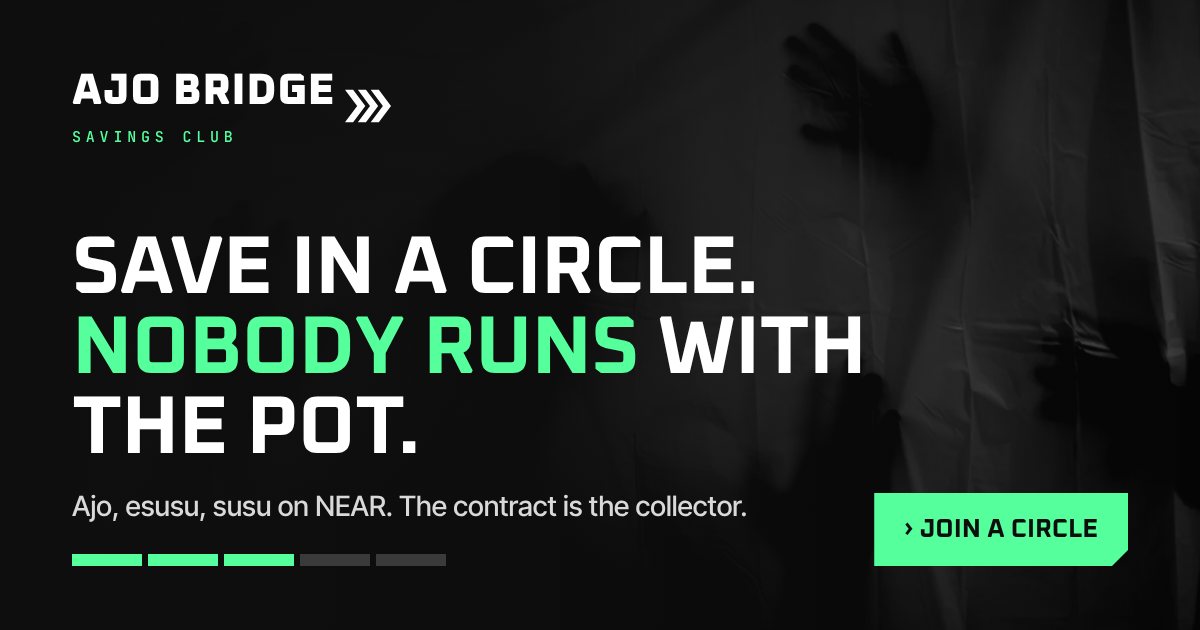 AJO BRIDGE
SAVINGS CLUB
SAVE IN A CIRCLE.
NOBODY RUNS WITH
THE POT.
Ajo, esusu, susu on NEAR. The contract is the collector.
› JOIN A CIRCLE